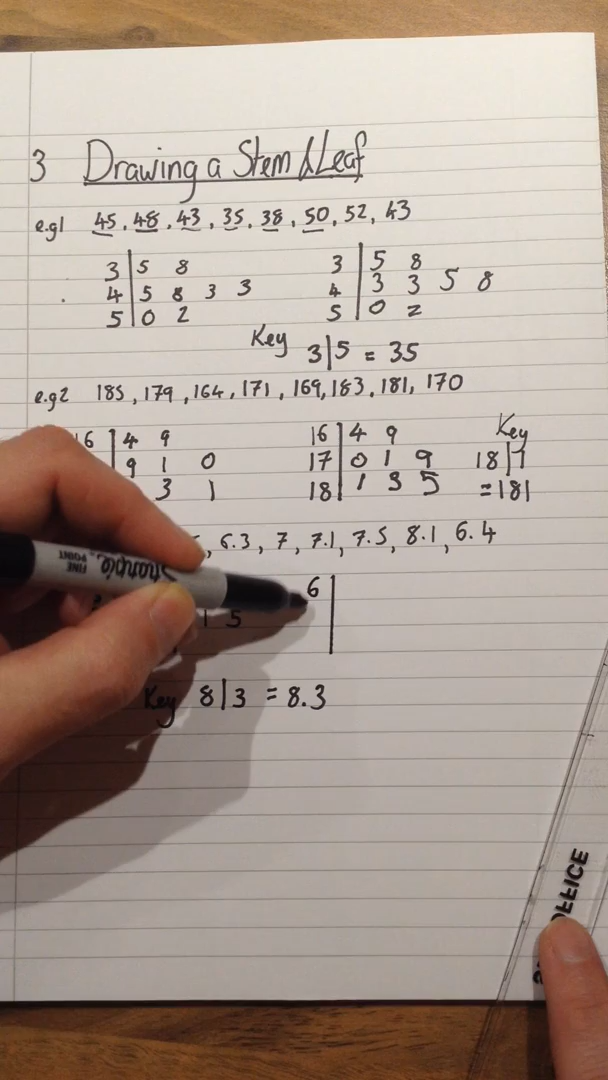 3 Drawing a Stem & Leaf
e.g1 45, 48, 43, 35, 38, 50, 52, 43
3 | 5 8
4 | 5 8 3 3
5 | 0 2
3 | 5 8
4 | 3 3 5 8
5 | 0 2
Key 3|5 = 35
e.g2 185, 179, 164, 171, 169, 183, 181, 170
16 | 4 9
9 1 0
3 1
16 | 4 9
17 | 0 1 9
18 | 1 3 5
Key
18|1
= 181
, 6.3, 7, 7.1, 7.5, 8.1, 6.4
1 5
6 |
Key 8|3 = 8.3
FINE POINT
Sharpie
OFFICE